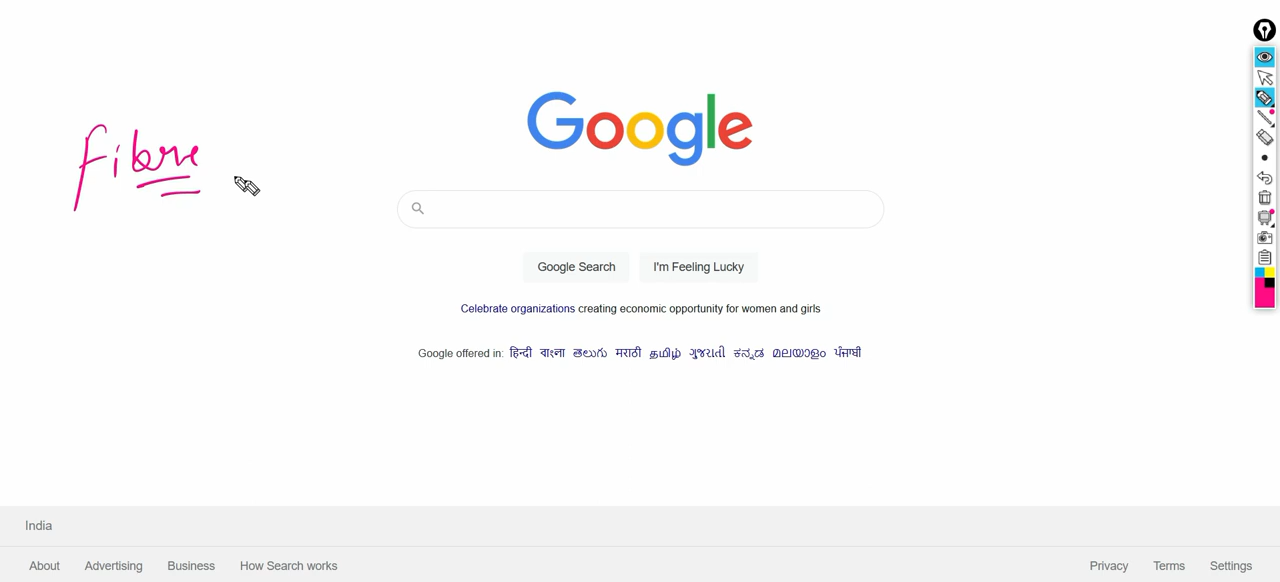 Google
fibre
Google Search
I'm Feeling Lucky
Celebrate organizations creating economic opportunity for women and girls
Google offered in: हिन्दी বাংলা తెలుగు मराठी தமிழ் ગુજરાતી ಕನ್ನಡ മലയാളം ਪੰਜਾਬੀ
India
About Advertising Business How Search works Privacy Terms Settings